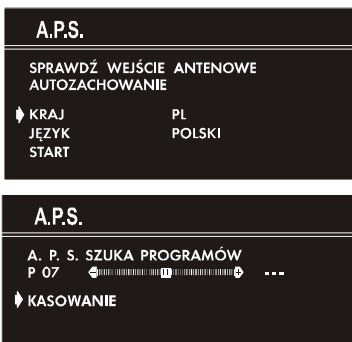 A.P.S.
SPRAWDŹ WEJŚCIE ANTENOWE
AUTOZACHOWANIE
KRAJ PL
JĘZYK POLSKI
START
A.P.S.
A. P. S. SZUKA PROGRAMÓW
P 07 ---
KASOWANIE